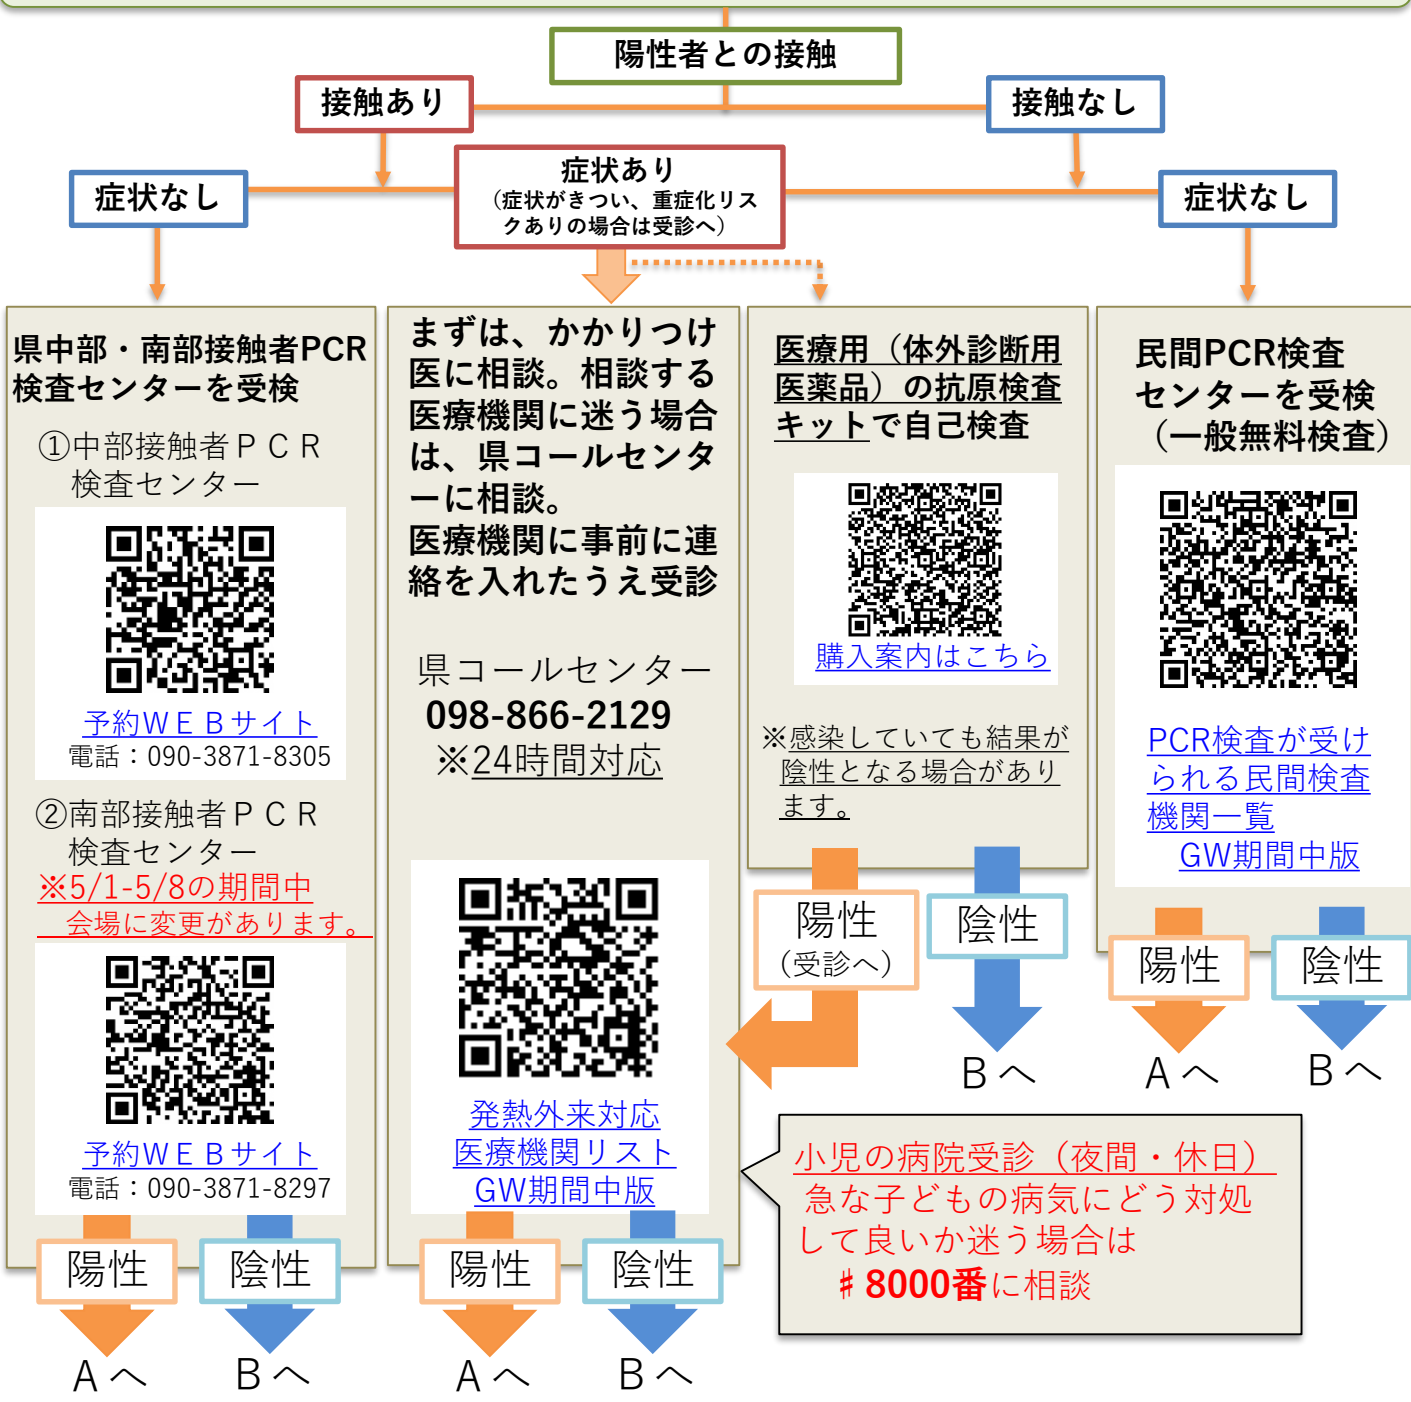 陽性者との接触
接触あり
接触なし
症状なし
症状あり
（症状がきつい、重症化リス
クありの場合は受診へ）
症状なし
県中部・南部接触者PCR
検査センターを受検
①中部接触者ＰＣＲ
検査センター
予約ＷＥＢサイト
電話：090-3871-8305
②南部接触者ＰＣＲ
検査センター
※5/1-5/8の期間中
会場に変更があります。
予約ＷＥＢサイト
電話：090-3871-8297
陽性
陰性
Ａへ
Ｂへ
まずは、かかりつけ
医に相談。相談する
医療機関に迷う場合
は、県コールセンタ
ーに相談。
医療機関に事前に連
絡を入れたうえ受診
県コールセンター
098-866-2129
※24時間対応
発熱外来対応
医療機関リスト
GW期間中版
陽性
陰性
Ａへ
Ｂへ
医療用（体外診断用
医薬品）の抗原検査
キットで自己検査
購入案内はこちら
※感染していても結果が
陰性となる場合があり
ます。
陽性
（受診へ）
陰性
Ｂへ
民間PCR検査
センターを受検
（一般無料検査）
PCR検査が受け
られる民間検査
機関一覧
GW期間中版
陽性
陰性
Ａへ
Ｂへ
小児の病院受診（夜間・休日）
急な子どもの病気にどう対処
して良いか迷う場合は
♯8000番に相談